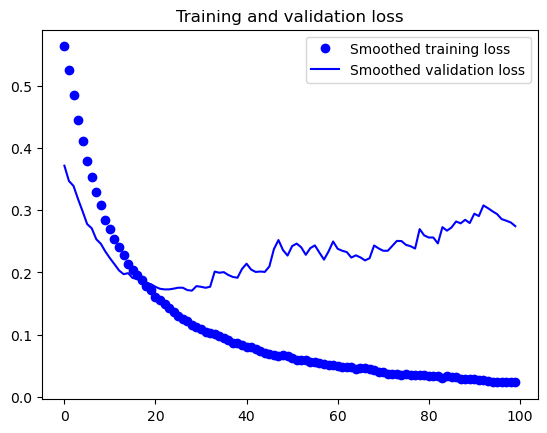 Training and validation loss
Smoothed training loss
Smoothed validation loss
0.5
0.4
0.3
0.2
0.1
0.0
0 20 40 60 80 100